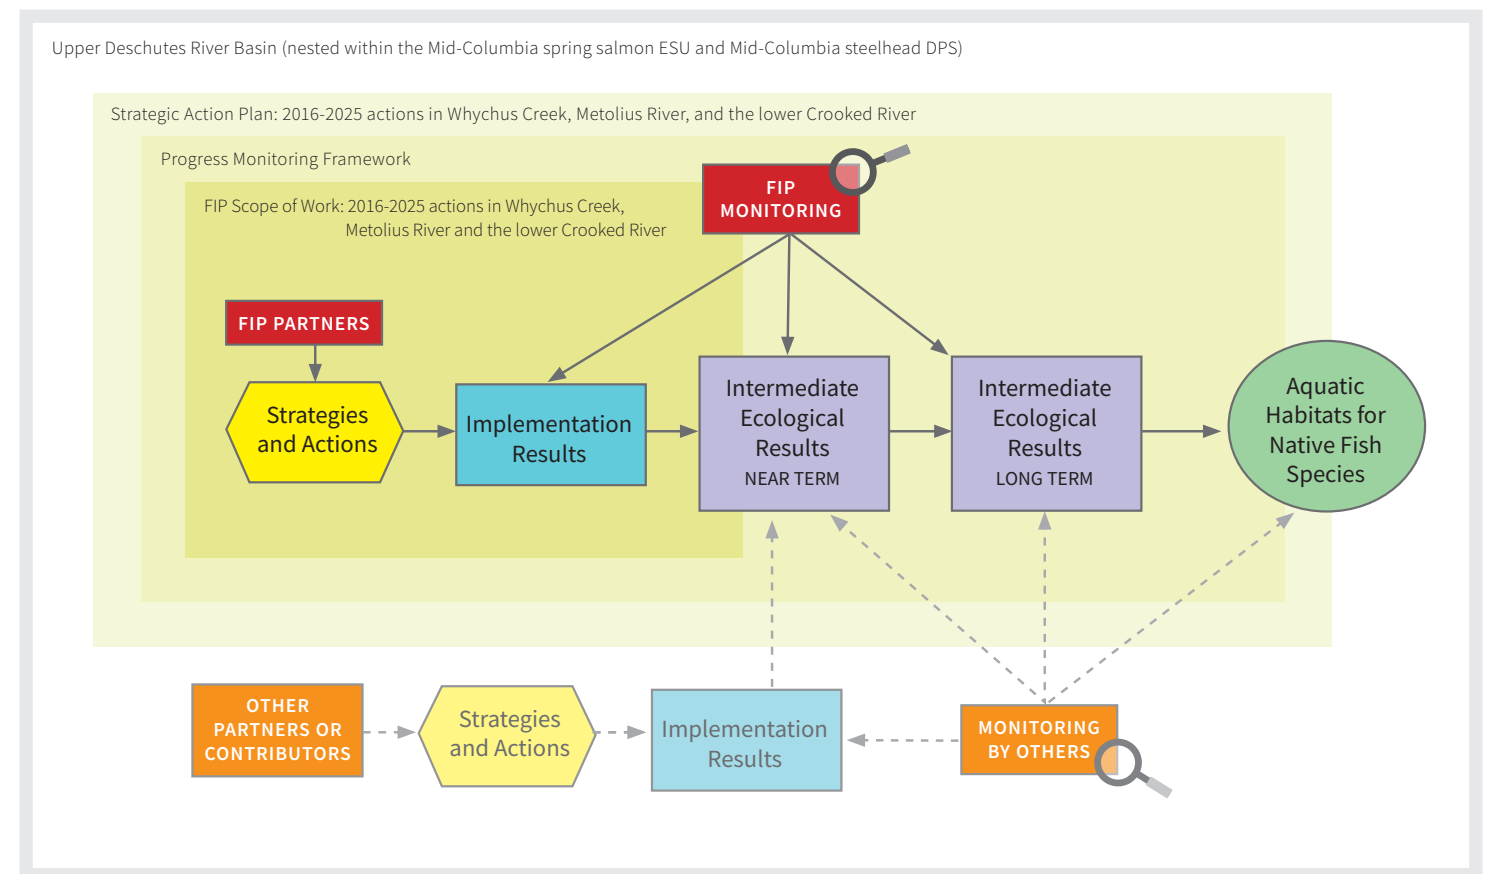 Upper Deschutes River Basin (nested within the Mid-Columbia spring salmon ESU and Mid-Columbia steelhead DPS)
Strategic Action Plan: 2016-2025 actions in Whychus Creek, Metolius River, and the lower Crooked River
Progress Monitoring Framework
FIP Scope of Work: 2016-2025 actions in Whychus Creek,
Metolius River and the lower Crooked River
FIP
MONITORING
FIP PARTNERS
Strategies
and Actions
Implementation
Results
Intermediate
Ecological
Results
NEAR TERM
Intermediate
Ecological
Results
LONG TERM
Aquatic
Habitats for
Native Fish
Species
OTHER
PARTNERS OR
CONTRIBUTORS
Strategies
and Actions
Implementation
Results
MONITORING
BY OTHERS